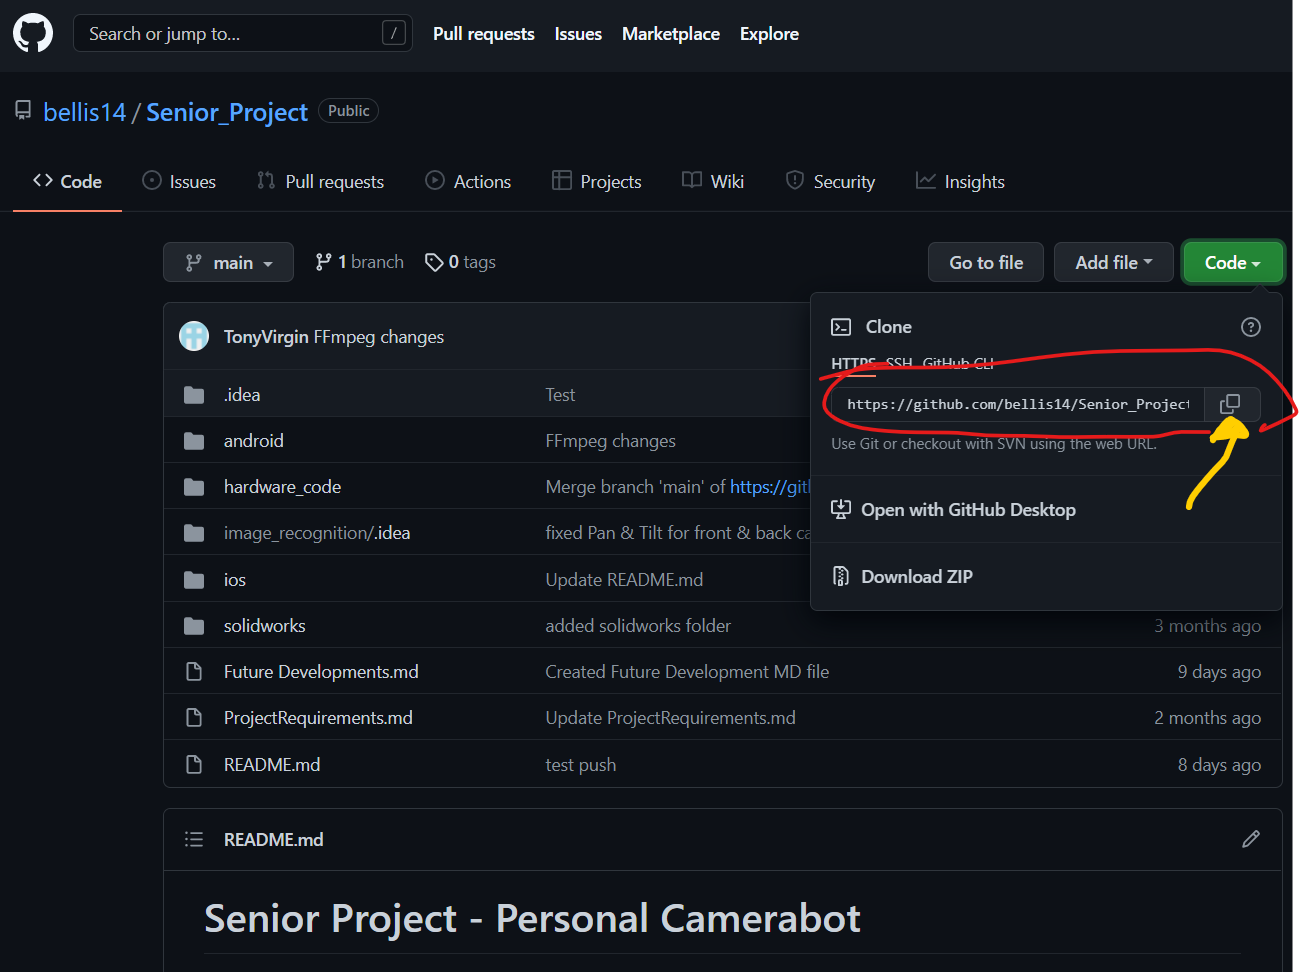 Search or jump to... /
Pull requests Issues Marketplace Explore
bellis14 / Senior_Project Public
Code Issues Pull requests Actions Projects Wiki Security Insights
main 1 branch 0 tags Go to file Add file Code
TonyVirgin FFmpeg changes
.idea Test
android FFmpeg changes
hardware_code Merge branch 'main' of https://gitl
image_recognition/.idea fixed Pan & Tilt for front & back ca
ios Update README.md
solidworks added solidworks folder 3 months ago
Future Developments.md Created Future Development MD file 9 days ago
ProjectRequirements.md Update ProjectRequirements.md 2 months ago
README.md test push 8 days ago
Clone
HTTPS SSH GitHub CLI
https://github.com/bellis14/Senior_Project
Use Git or checkout with SVN using the web URL.
Open with GitHub Desktop
Download ZIP
README.md
Senior Project - Personal Camerabot